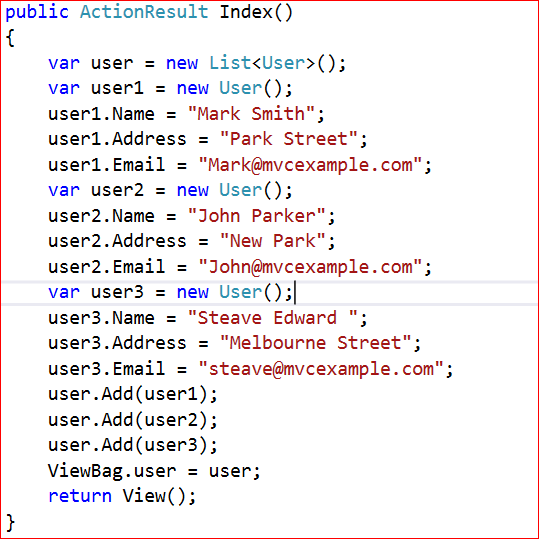 public ActionResult Index()
{
    var user = new List<User>();
    var user1 = new User();
    user1.Name = "Mark Smith";
    user1.Address = "Park Street";
    user1.Email = "Mark@mvcexample.com";
    var user2 = new User();
    user2.Name = "John Parker";
    user2.Address = "New Park";
    user2.Email = "John@mvcexample.com";
    var user3 = new User();
    user3.Name = "Steave Edward ";
    user3.Address = "Melbourne Street";
    user3.Email = "steave@mvcexample.com";
    user.Add(user1);
    user.Add(user2);
    user.Add(user3);
    ViewBag.user = user;
    return View();
}